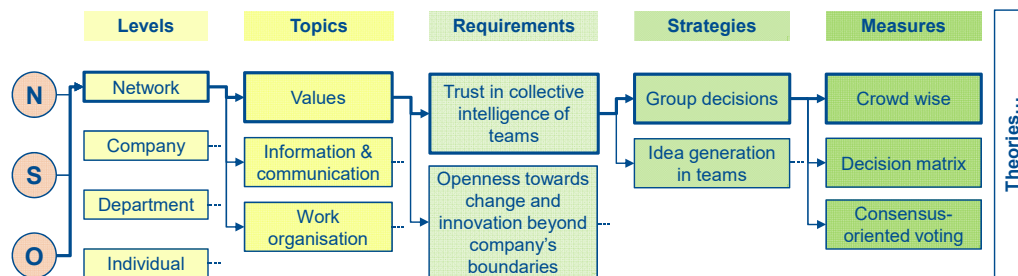 Levels
Topics
Requirements
Strategies
Measures
N
S
O
Network
Company
Department
Individual
Values
Information &
communication
Work
organisation
Trust in collective
intelligence of
teams
Openness towards
change and
innovation beyond
company's
boundaries
Group decisions
Idea generation
in teams
Crowd wise
Decision matrix
Consensus-
oriented voting
Theories...